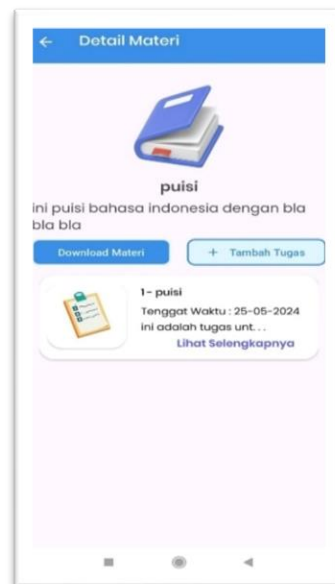 Detail Materi
puisi
ini puisi bahasa indonesia dengan bla
bla bla
Download Materi
+ Tambah Tugas
1- puisi
Tenggat Waktu : 25-05-2024
ini adalah tugas unt. . .
Lihat Selengkapnya